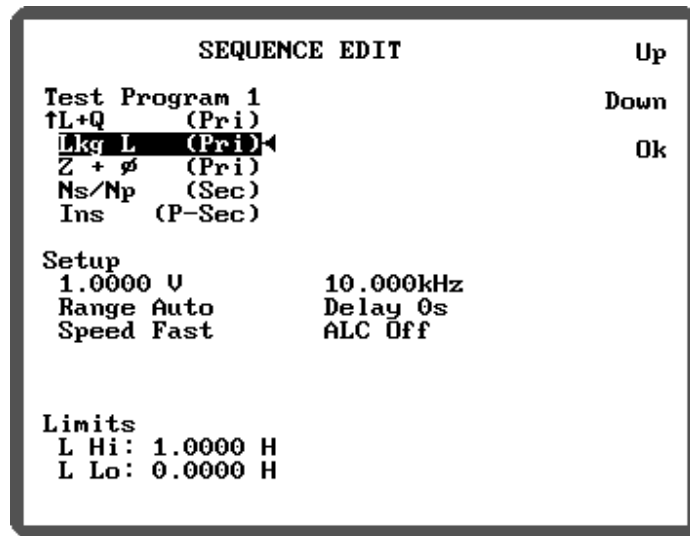 SEQUENCE EDIT
Up
Test Program 1
Down
↑L+Q (Pri)
Lkg L (Pri)◄
Ok
Z + ø (Pri)
Ns/Np (Sec)
Ins (P-Sec)
Setup
1.0000 V 10.000kHz
Range Auto Delay 0s
Speed Fast ALC Off
Limits
L Hi: 1.0000 H
L Lo: 0.0000 H